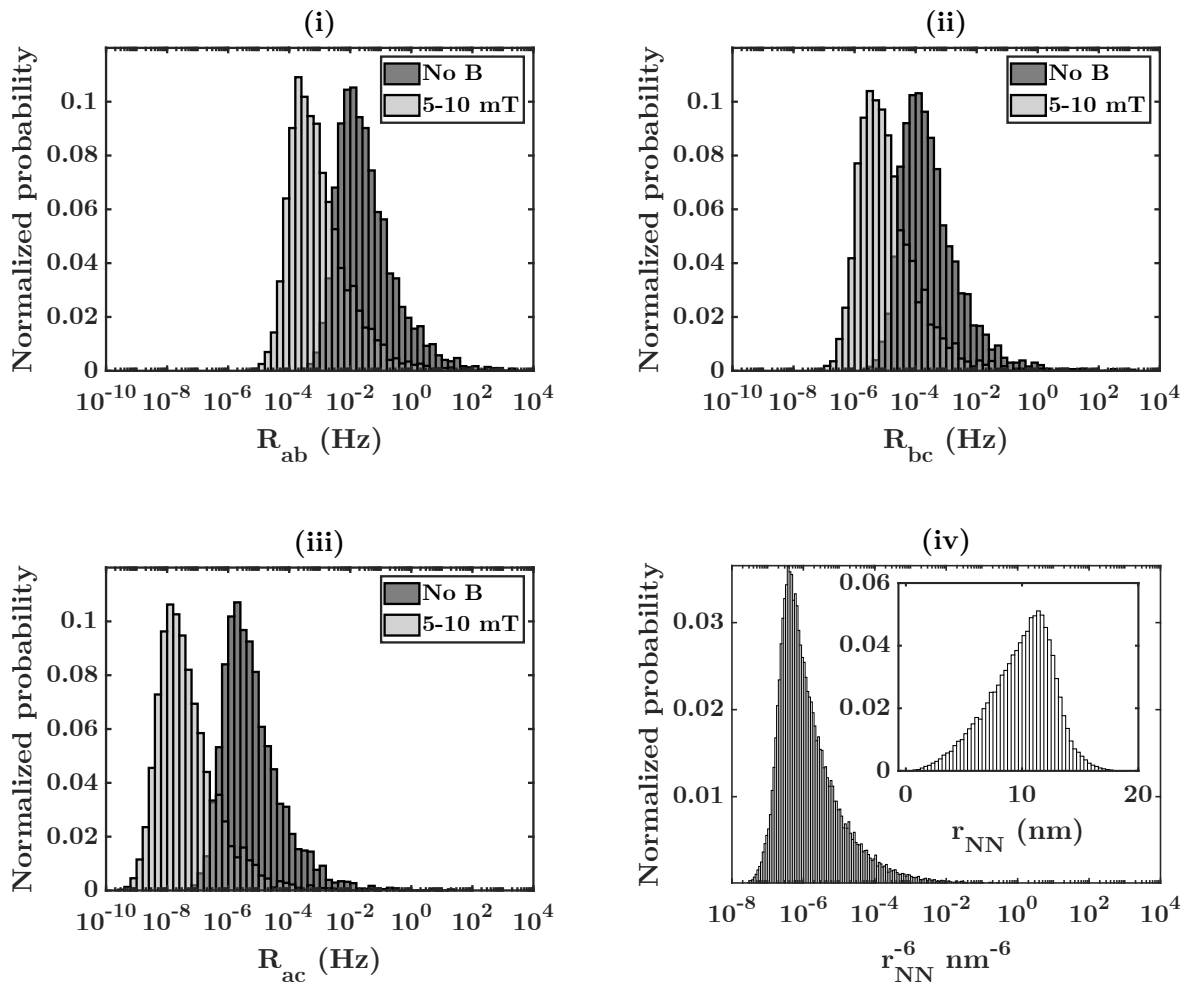 (i)
Normalized probability
0.1
0.08
0.06
0.04
0.02
0
No B
5-10 mT
10^-10 10^-8 10^-6 10^-4 10^-2 10^0 10^2 10^4
R_ab (Hz)
(ii)
Normalized probability
0.1
0.08
0.06
0.04
0.02
0
No B
5-10 mT
10^-10 10^-8 10^-6 10^-4 10^-2 10^0 10^2 10^4
R_bc (Hz)
(iii)
Normalized probability
0.1
0.08
0.06
0.04
0.02
0
No B
5-10 mT
10^-10 10^-8 10^-6 10^-4 10^-2 10^0 10^2 10^4
R_ac (Hz)
(iv)
Normalized probability
0.03
0.02
0.01
0.06
0.04
0.02
0
0 10 20
r_NN (nm)
10^-8 10^-6 10^-4 10^-2 10^0 10^2 10^4
r_NN^-6 nm^-6